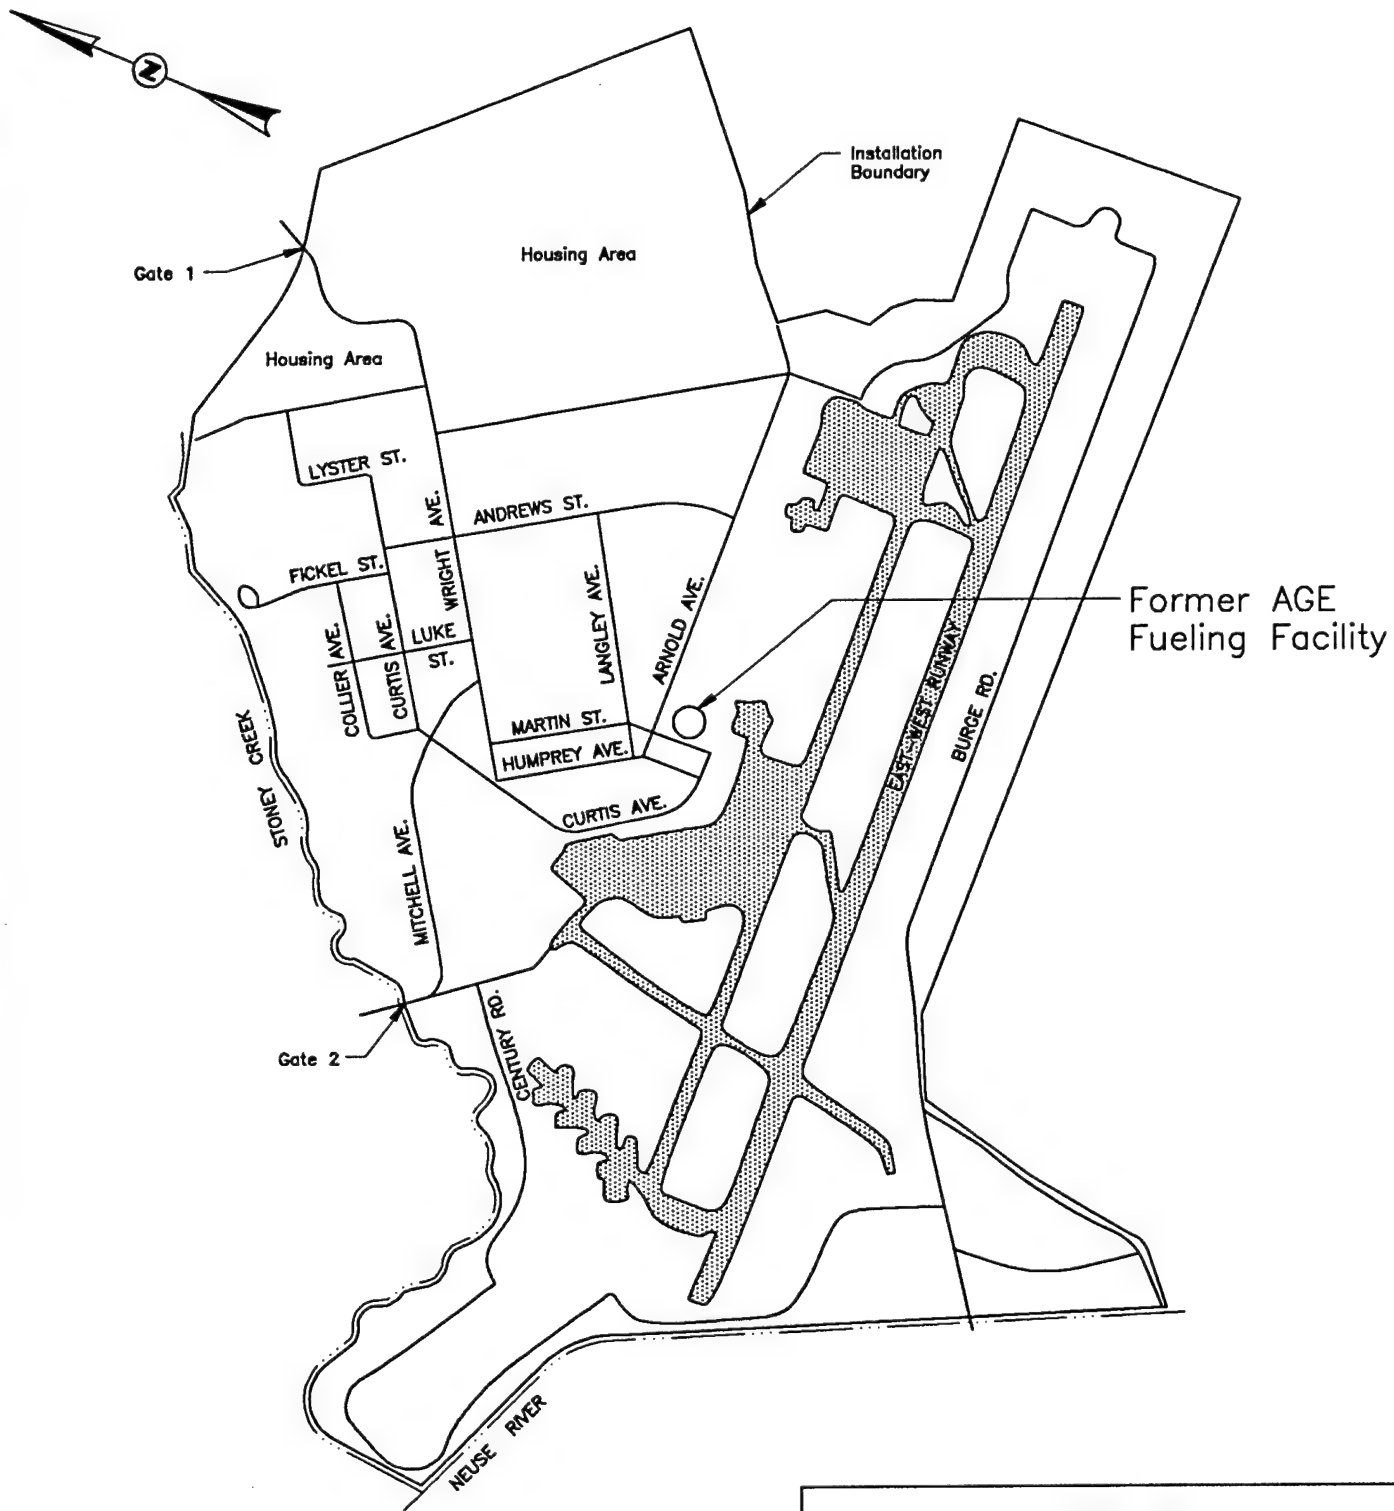 N
Installation
Boundary
Housing Area
Gate 1
Housing Area
LYSTER ST.
WRIGHT AVE.
ANDREWS ST.
FICKEL ST.
LANGLEY AVE.
ARNOLD AVE.
Former AGE
Fueling Facility
COLLIER AVE.
CURTIS AVE.
LUKE
ST.
EAST-WEST RUNWAY
BURGE RD.
MARTIN ST.
HUMPREY AVE.
STONEY CREEK
CURTIS AVE.
MITCHELL AVE.
CENTURY RD.
Gate 2
NEUSE RIVER